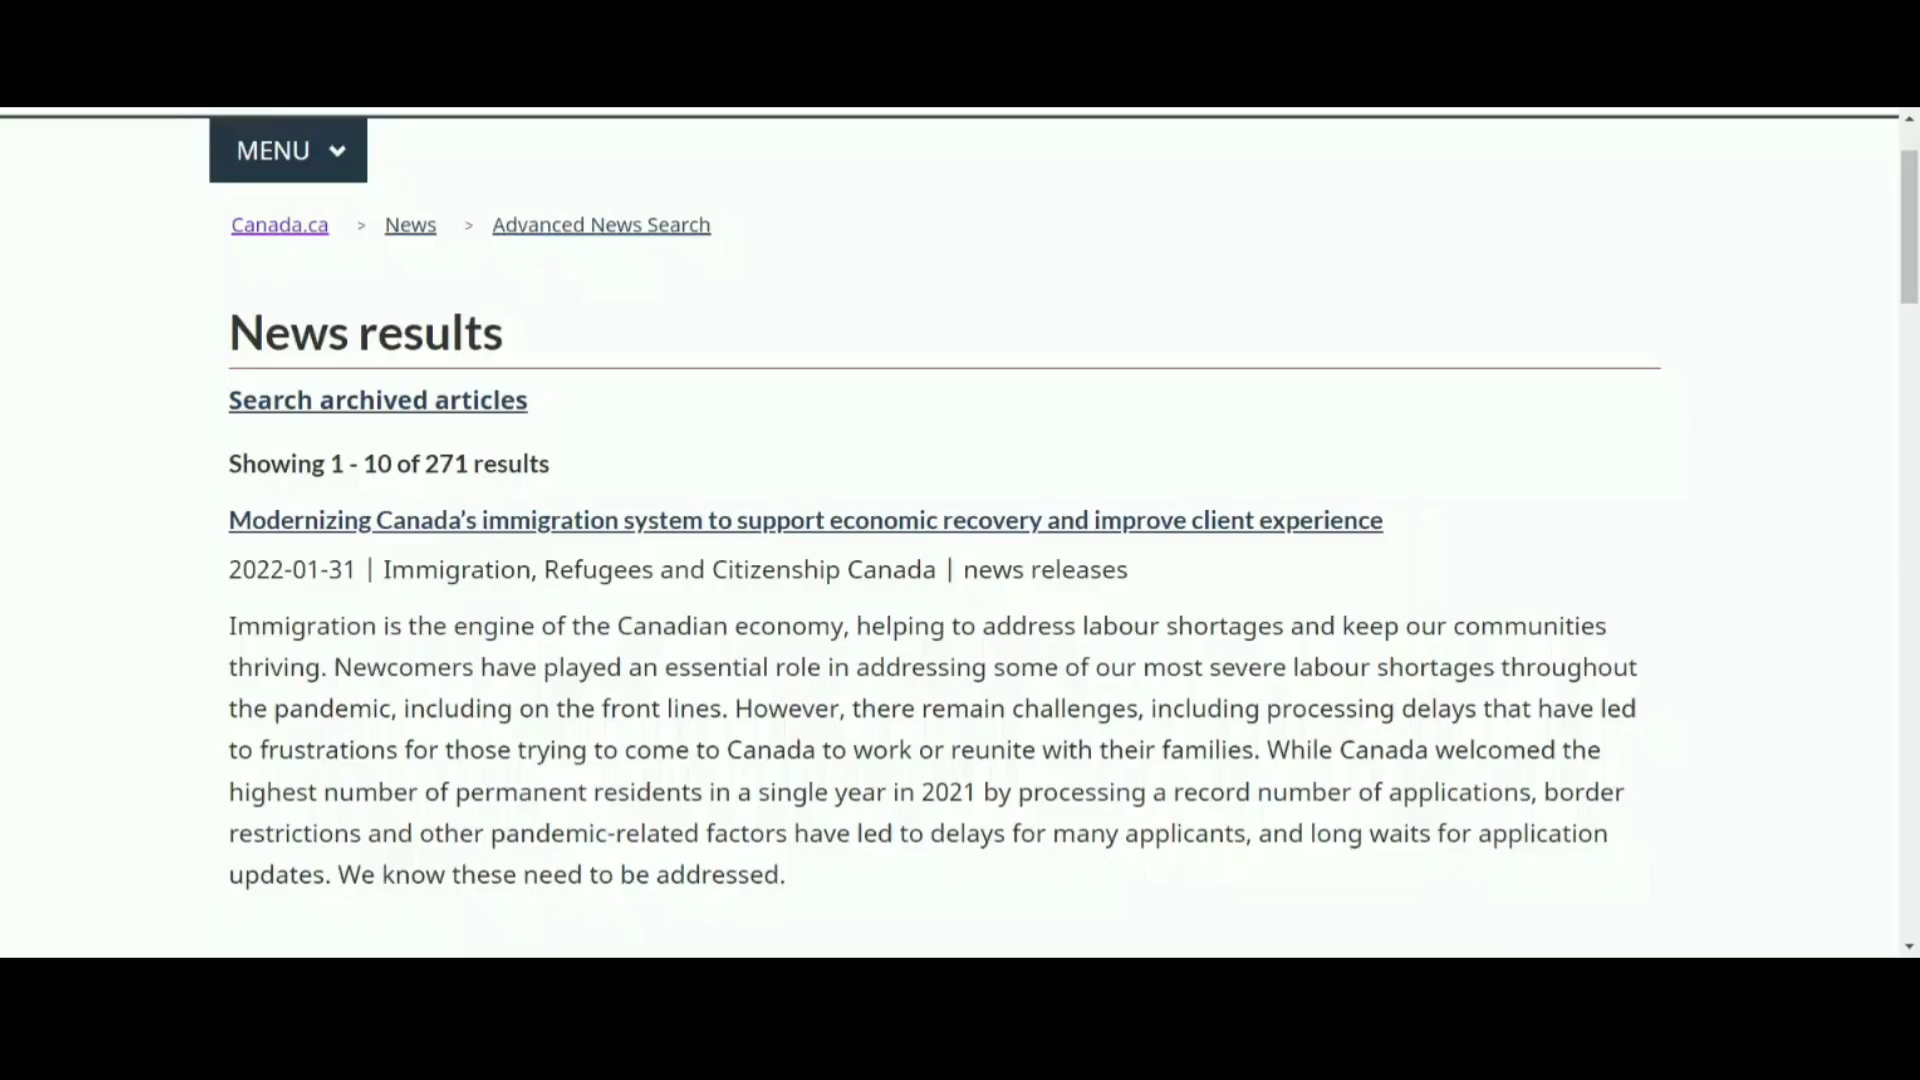 MENU
Canada.ca > News > Advanced News Search
News results
Search archived articles
Showing 1 - 10 of 271 results
Modernizing Canada’s immigration system to support economic recovery and improve client experience
2022-01-31 | Immigration, Refugees and Citizenship Canada | news releases
Immigration is the engine of the Canadian economy, helping to address labour shortages and keep our communities
thriving. Newcomers have played an essential role in addressing some of our most severe labour shortages throughout
the pandemic, including on the front lines. However, there remain challenges, including processing delays that have led
to frustrations for those trying to come to Canada to work or reunite with their families. While Canada welcomed the
highest number of permanent residents in a single year in 2021 by processing a record number of applications, border
restrictions and other pandemic-related factors have led to delays for many applicants, and long waits for application
updates. We know these need to be addressed.